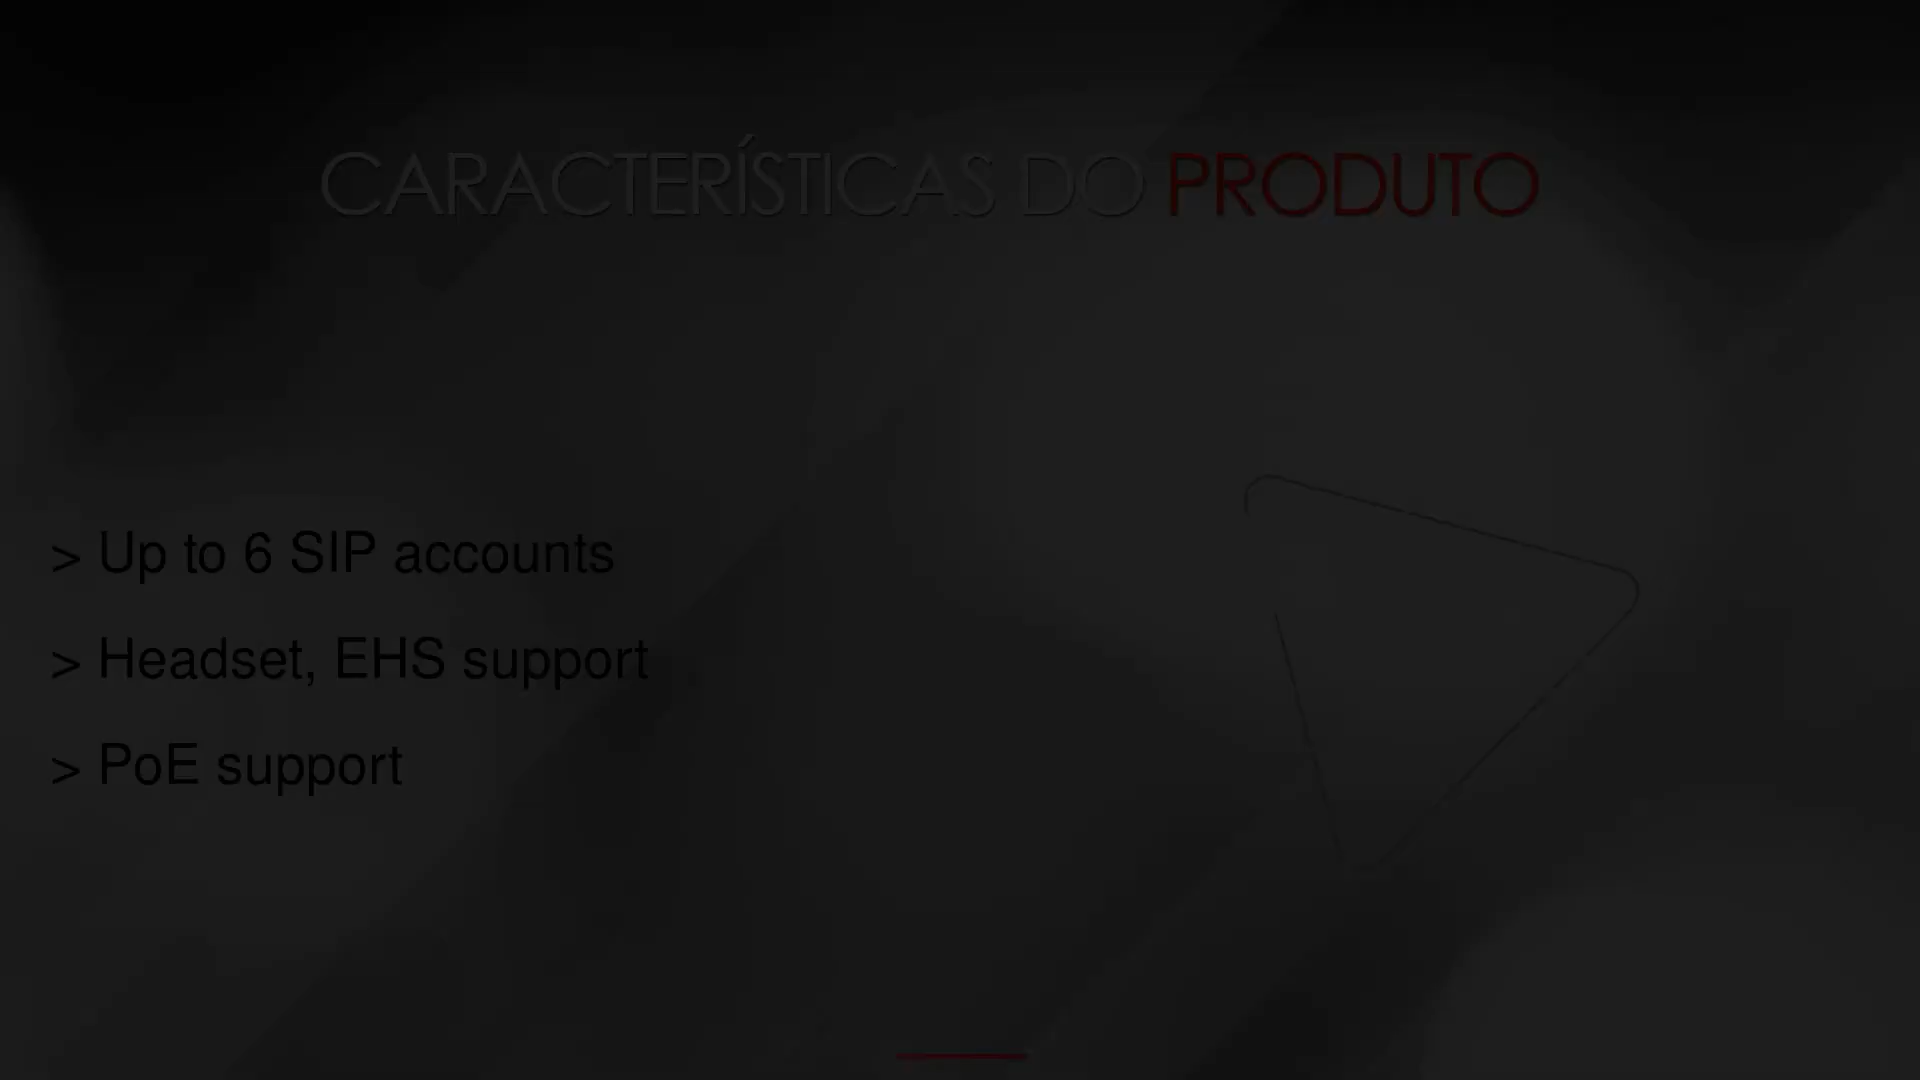 CARACTERÍSTICAS DO PRODUTO
> Up to 6 SIP accounts
> Headset, EHS support
> PoE support